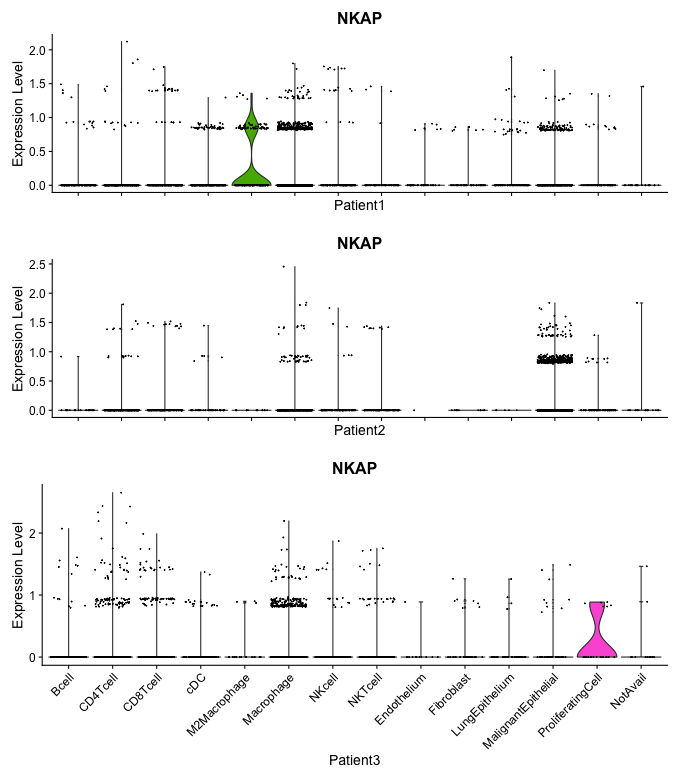 NKAP
Expression Level
2.0
1.5
1.0
0.5
0.0
Patient1
NKAP
Expression Level
2.5
2.0
1.5
1.0
0.5
0.0
Patient2
NKAP
Expression Level
2
1
0
Bcell
CD4Tcell
CD8Tcell
cDC
M2Macrophage
Macrophage
NKcell
NKTcell
Endothelium
Fibroblast
LungEpithelium
MalignantEpithelial
ProliferatingCell
NotAvail
Patient3